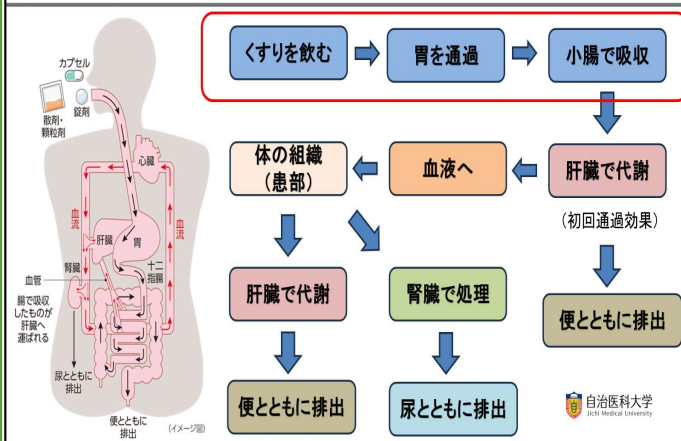 カプセル
散剤・
顆粒剤
錠剤
心臓
血流
血流
肝臓
胃
腎臓
十二
指腸
血管
腸で吸収
したものが
肝臓へ
運ばれる
尿とともに
排出
便とともに
排出
(イメージ図)
くすりを飲む
胃を通過
小腸で吸収
体の組織
(患部)
血液へ
肝臓で代謝
(初回通過効果)
肝臓で代謝
腎臓で処理
便とともに排出
便とともに排出
尿とともに排出
自治医科大学
Jichi Medical University